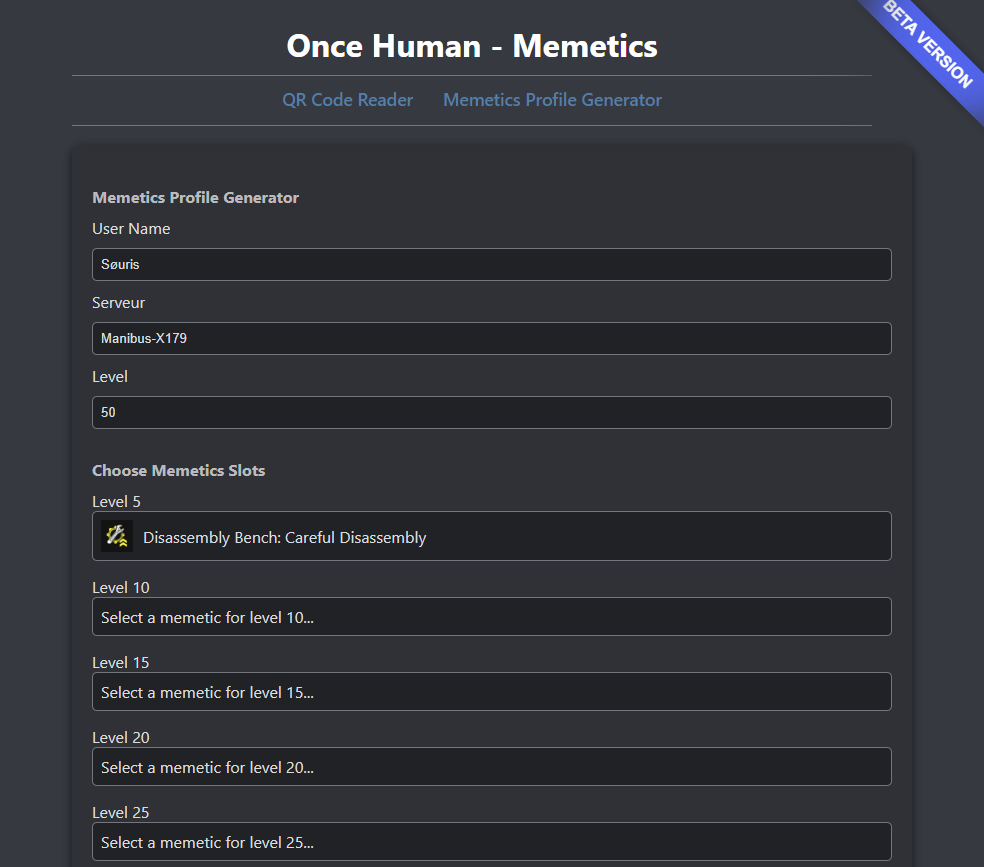 BETA VERSION
Once Human - Memetics
QR Code Reader Memetics Profile Generator
Memetics Profile Generator
User Name
Søuris
Serveur
Manibus-X179
Level
50
Choose Memetics Slots
Level 5
Disassembly Bench: Careful Disassembly
Level 10
Select a memetic for level 10...
Level 15
Select a memetic for level 15...
Level 20
Select a memetic for level 20...
Level 25
Select a memetic for level 25...